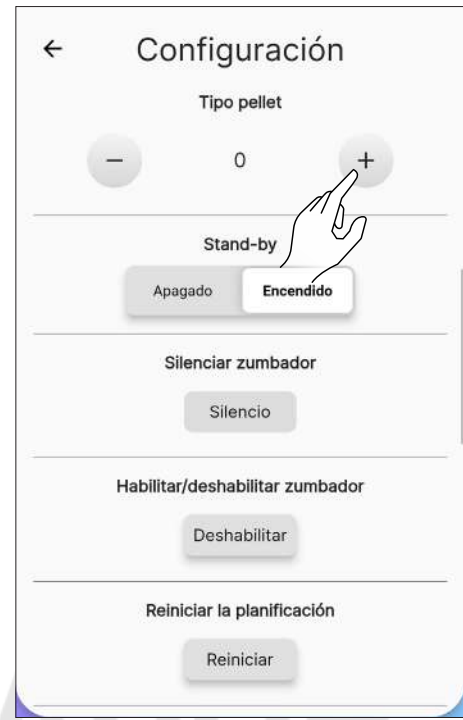 ← Configuración
Tipo pellet
− 0 +
Stand-by
Apagado Encendido
Silenciar zumbador
Silencio
Habilitar/deshabilitar zumbador
Deshabilitar
Reiniciar la planificación
Reiniciar